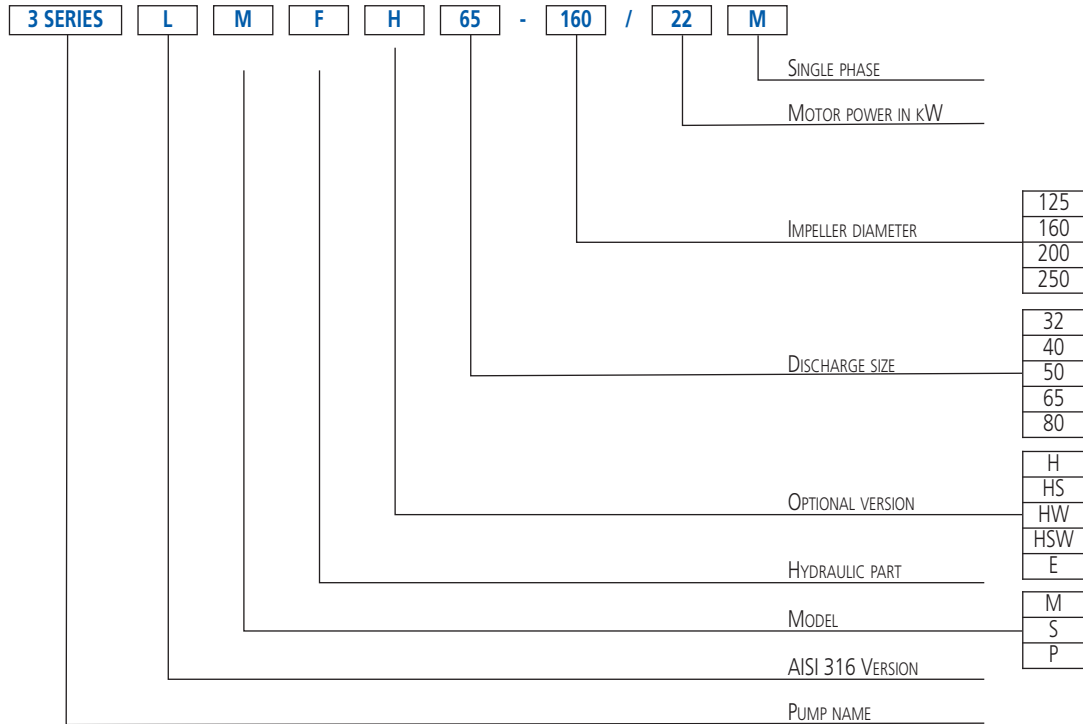 3 SERIES L M F H 65 - 160 / 22 M
SINGLE PHASE
MOTOR POWER IN KW
IMPELLER DIAMETER
125
160
200
250
DISCHARGE SIZE
32
40
50
65
80
OPTIONAL VERSION
H
HS
HW
HSW
E
HYDRAULIC PART
MODEL
M
S
P
AISI 316 VERSION
PUMP NAME